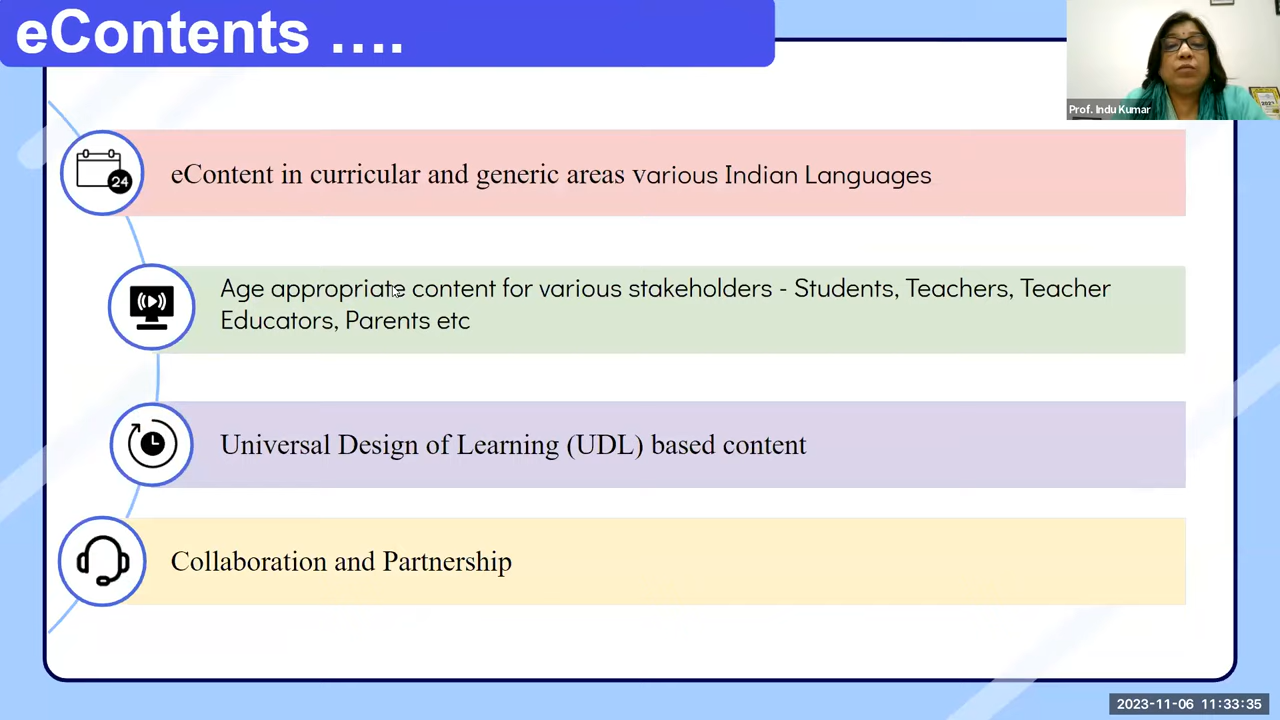 eContents ....
Prof. Indu Kumar
24
eContent in curricular and generic areas various Indian Languages
Age appropriate content for various stakeholders - Students, Teachers, Teacher
Educators, Parents etc
Universal Design of Learning (UDL) based content
Collaboration and Partnership
2023-11-06 11:33:35